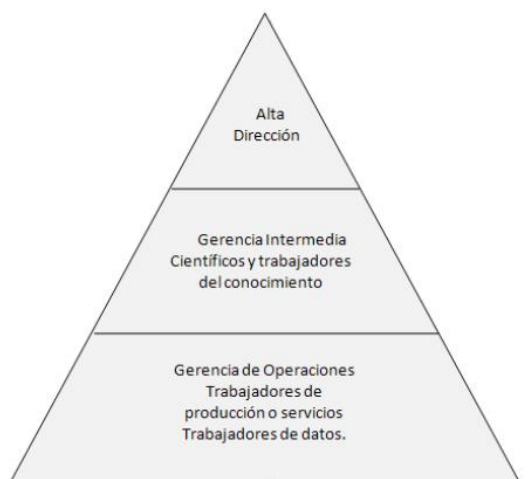 Alta
Dirección
Gerencia Intermedia
Científicos y trabajadores
del conocimiento
Gerencia de Operaciones
Trabajadores de
producción o servicios
Trabajadores de datos.